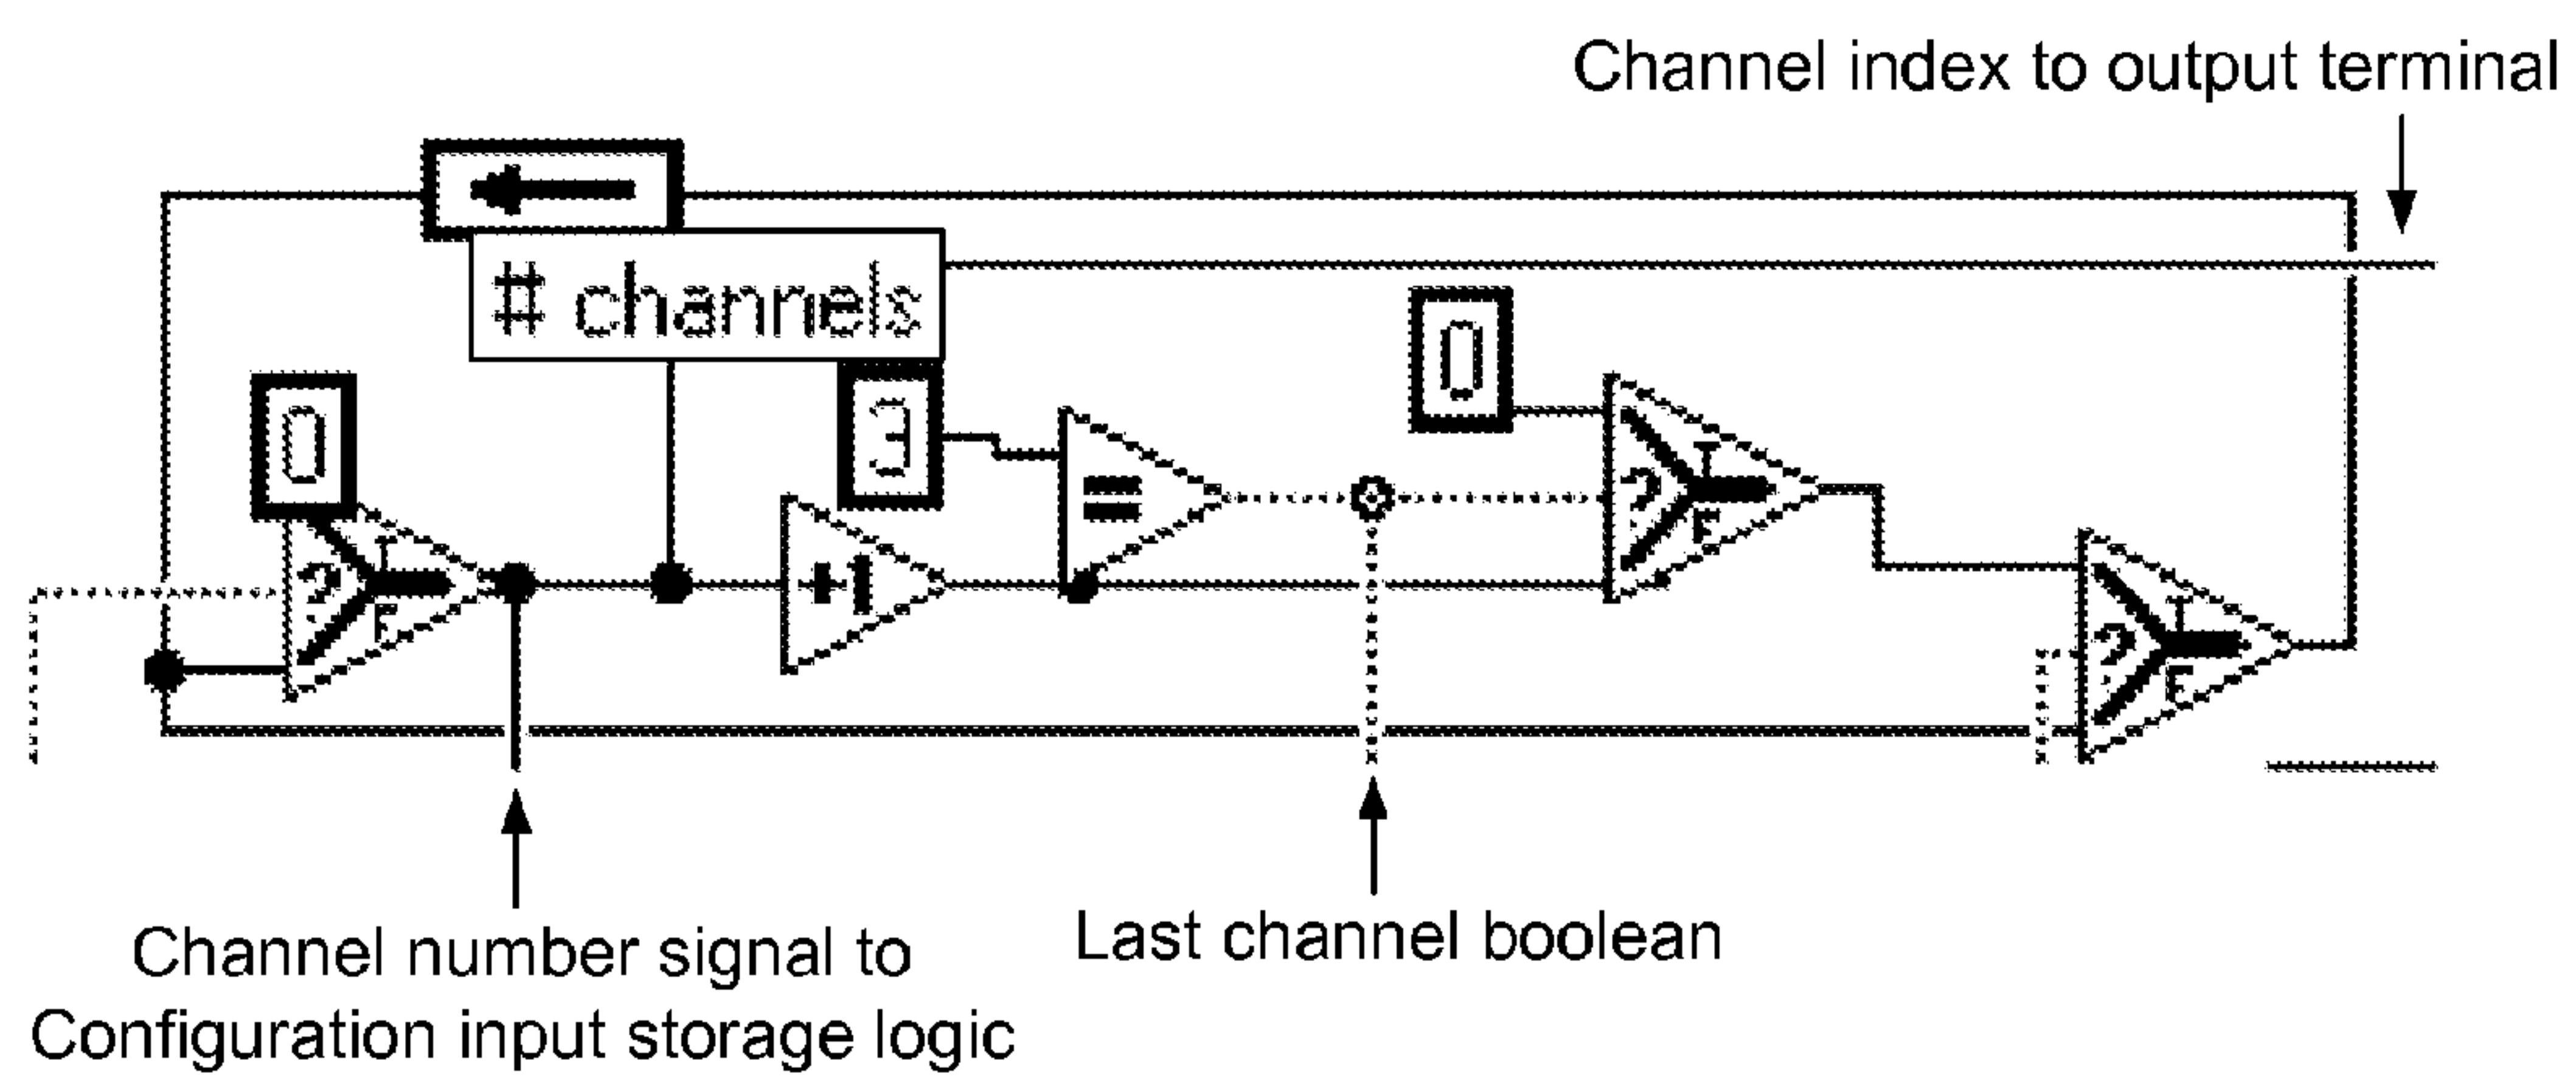 Channel index to output terminal
# channels
0
3
0
=
+1
? T F
? T F
? T F
Last channel boolean
Channel number signal to
Configuration input storage logic